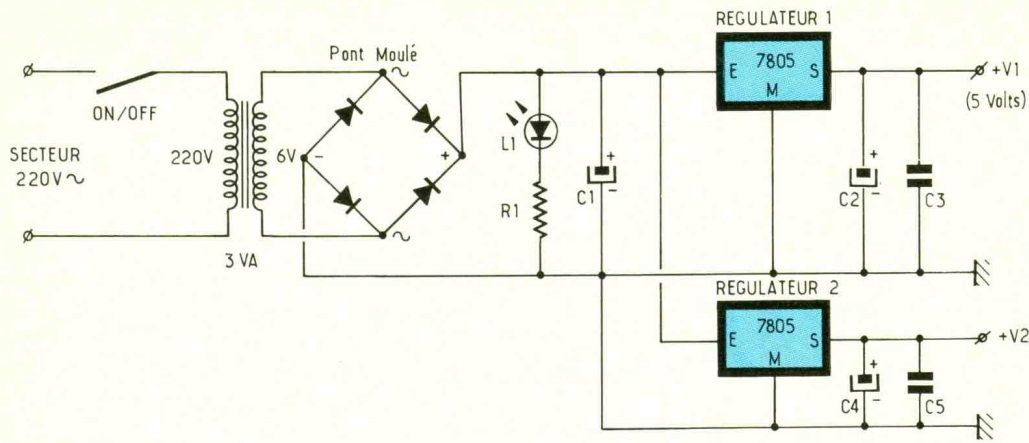 REGULATEUR 1
Pont Moulé
7805
E S
M
+V1
(5 Volts)
ON/OFF
SECTEUR
220V ~
220V
6V
~
-
+
~
3 VA
L1
R1
+
-
C1
+
-
C2
C3
REGULATEUR 2
7805
E S
M
+V2
+
-
C4
C5